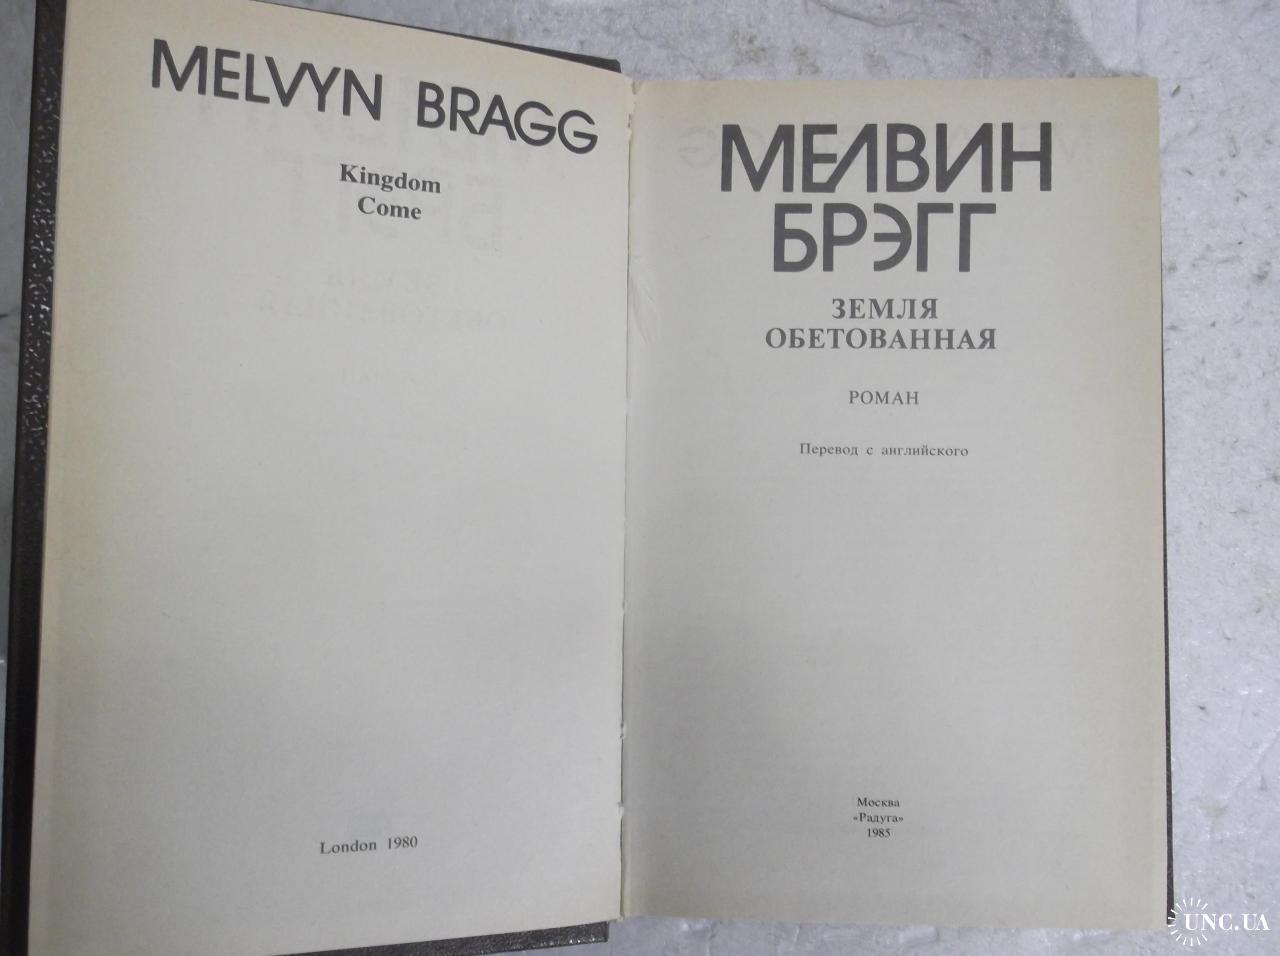 MELVYN BRAGG
Kingdom
Come
London 1980
МЕЛВИН
БРЭГГ
ЗЕМЛЯ
ОБЕТОВАННАЯ
РОМАН
Перевод с английского
Москва
«Радуга»
1985
UNC.UA